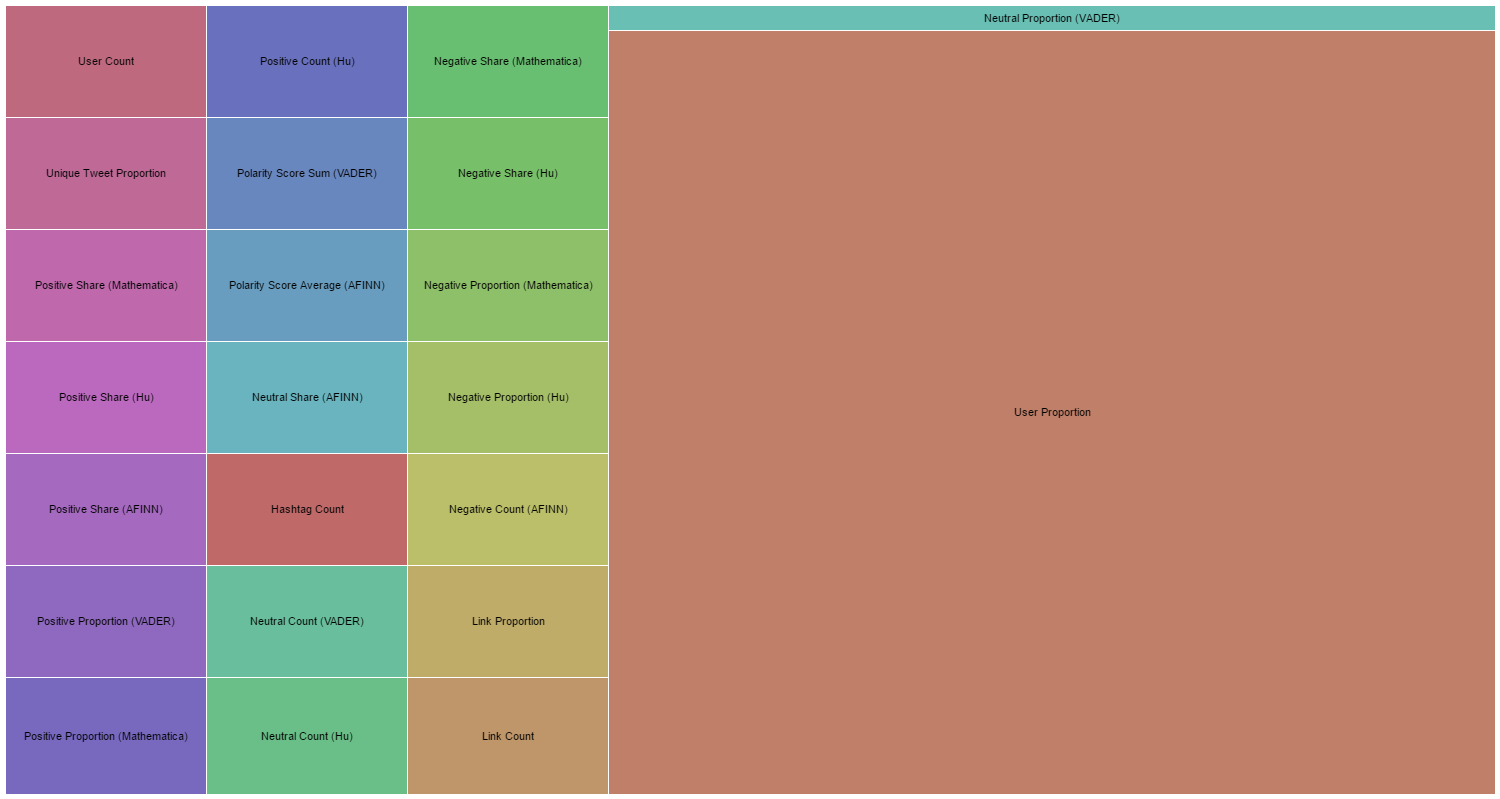 User Count
Positive Count (Hu)
Negative Share (Mathematica)
Neutral Proportion (VADER)
Unique Tweet Proportion
Polarity Score Sum (VADER)
Negative Share (Hu)
Positive Share (Mathematica)
Polarity Score Average (AFINN)
Negative Proportion (Mathematica)
Positive Share (Hu)
Neutral Share (AFINN)
Negative Proportion (Hu)
User Proportion
Positive Share (AFINN)
Hashtag Count
Negative Count (AFINN)
Positive Proportion (VADER)
Neutral Count (VADER)
Link Proportion
Positive Proportion (Mathematica)
Neutral Count (Hu)
Link Count